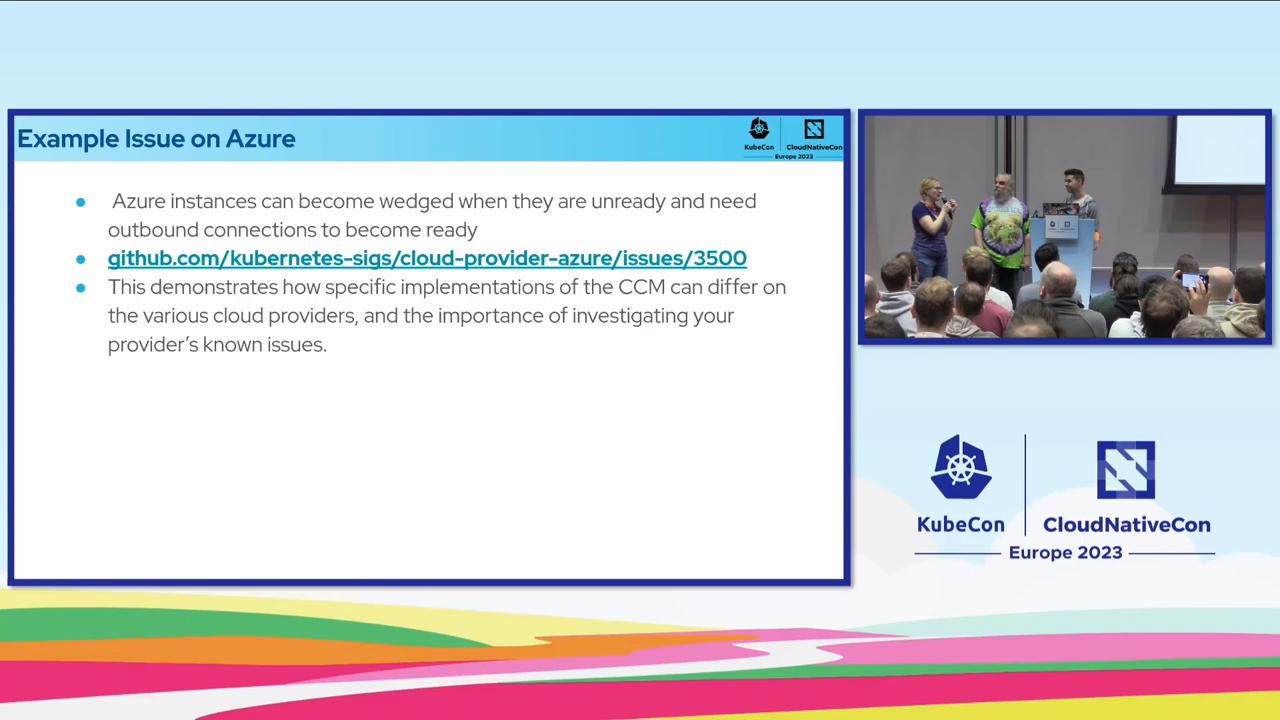 Example Issue on Azure
KubeCon
CloudNativeCon
Europe 2023
Azure instances can become wedged when they are unready and need
outbound connections to become ready
github.com/kubernetes-sigs/cloud-provider-azure/issues/3500
This demonstrates how specific implementations of the CCM can differ on
the various cloud providers, and the importance of investigating your
provider’s known issues.
KubeCon
CloudNativeCon
Europe 2023